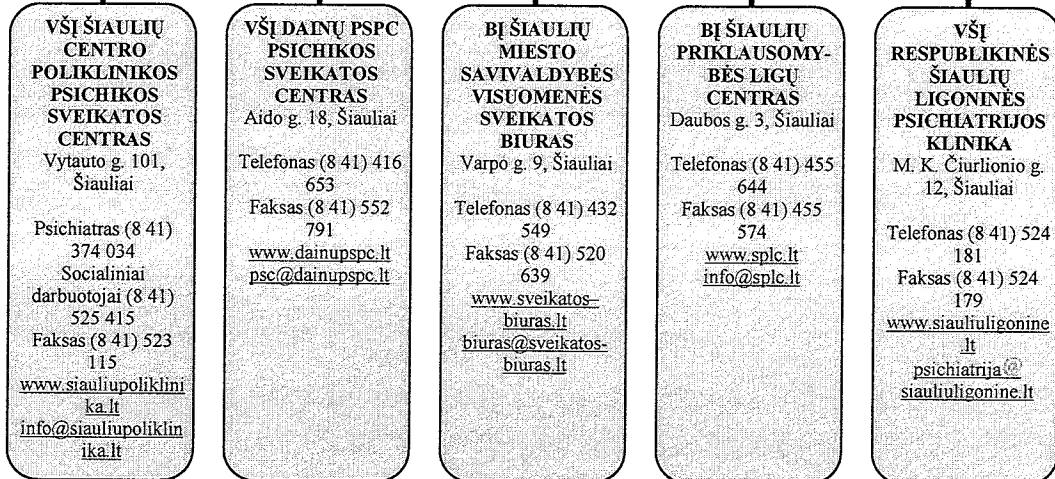 VŠĮ ŠIAULIŲ
CENTRO
POLIKLINIKOS
PSICHIKOS
SVEIKATOS
CENTRAS
Vytauto g. 101,
Šiauliai
Psichiatras (8 41)
374 034
Socialiniai
darbuotojai (8 41)
525 415
Faksas (8 41) 523
115
www.siauliupoliklini
ka.lt
info@siauliupoliklin
ika.lt
VŠĮ DAINŲ PSPC
PSICHIKOS
SVEIKATOS
CENTRAS
Aido g. 18, Šiauliai
Telefonas (8 41) 416
653
Faksas (8 41) 552
791
www.dainupspc.lt
psc@dainupspc.lt
BĮ ŠIAULIŲ
MIESTO
SAVIVALDYBĖS
VISUOMENĖS
SVEIKATOS
BIURAS
Varpo g. 9, Šiauliai
Telefonas (8 41) 432
549
Faksas (8 41) 520
639
www.sveikatos–
biuras.lt
biuras@sveikatos-
biuras.lt
BĮ ŠIAULIŲ
PRIKLAUSOMY-
BĖS LIGŲ
CENTRAS
Daubos g. 3, Šiauliai
Telefonas (8 41) 455
644
Faksas (8 41) 455
574
www.splc.lt
info@splc.lt
VŠĮ
RESPUBLIKINĖS
ŠIAULIŲ
LIGONINĖS
PSICHIATRIJOS
KLINIKA
M. K. Čiurlionio g.
12, Šiauliai
Telefonas (8 41) 524
181
Faksas (8 41) 524
179
www.siauliuligonine
.lt
psichiatrija@
siauliuligonine.lt